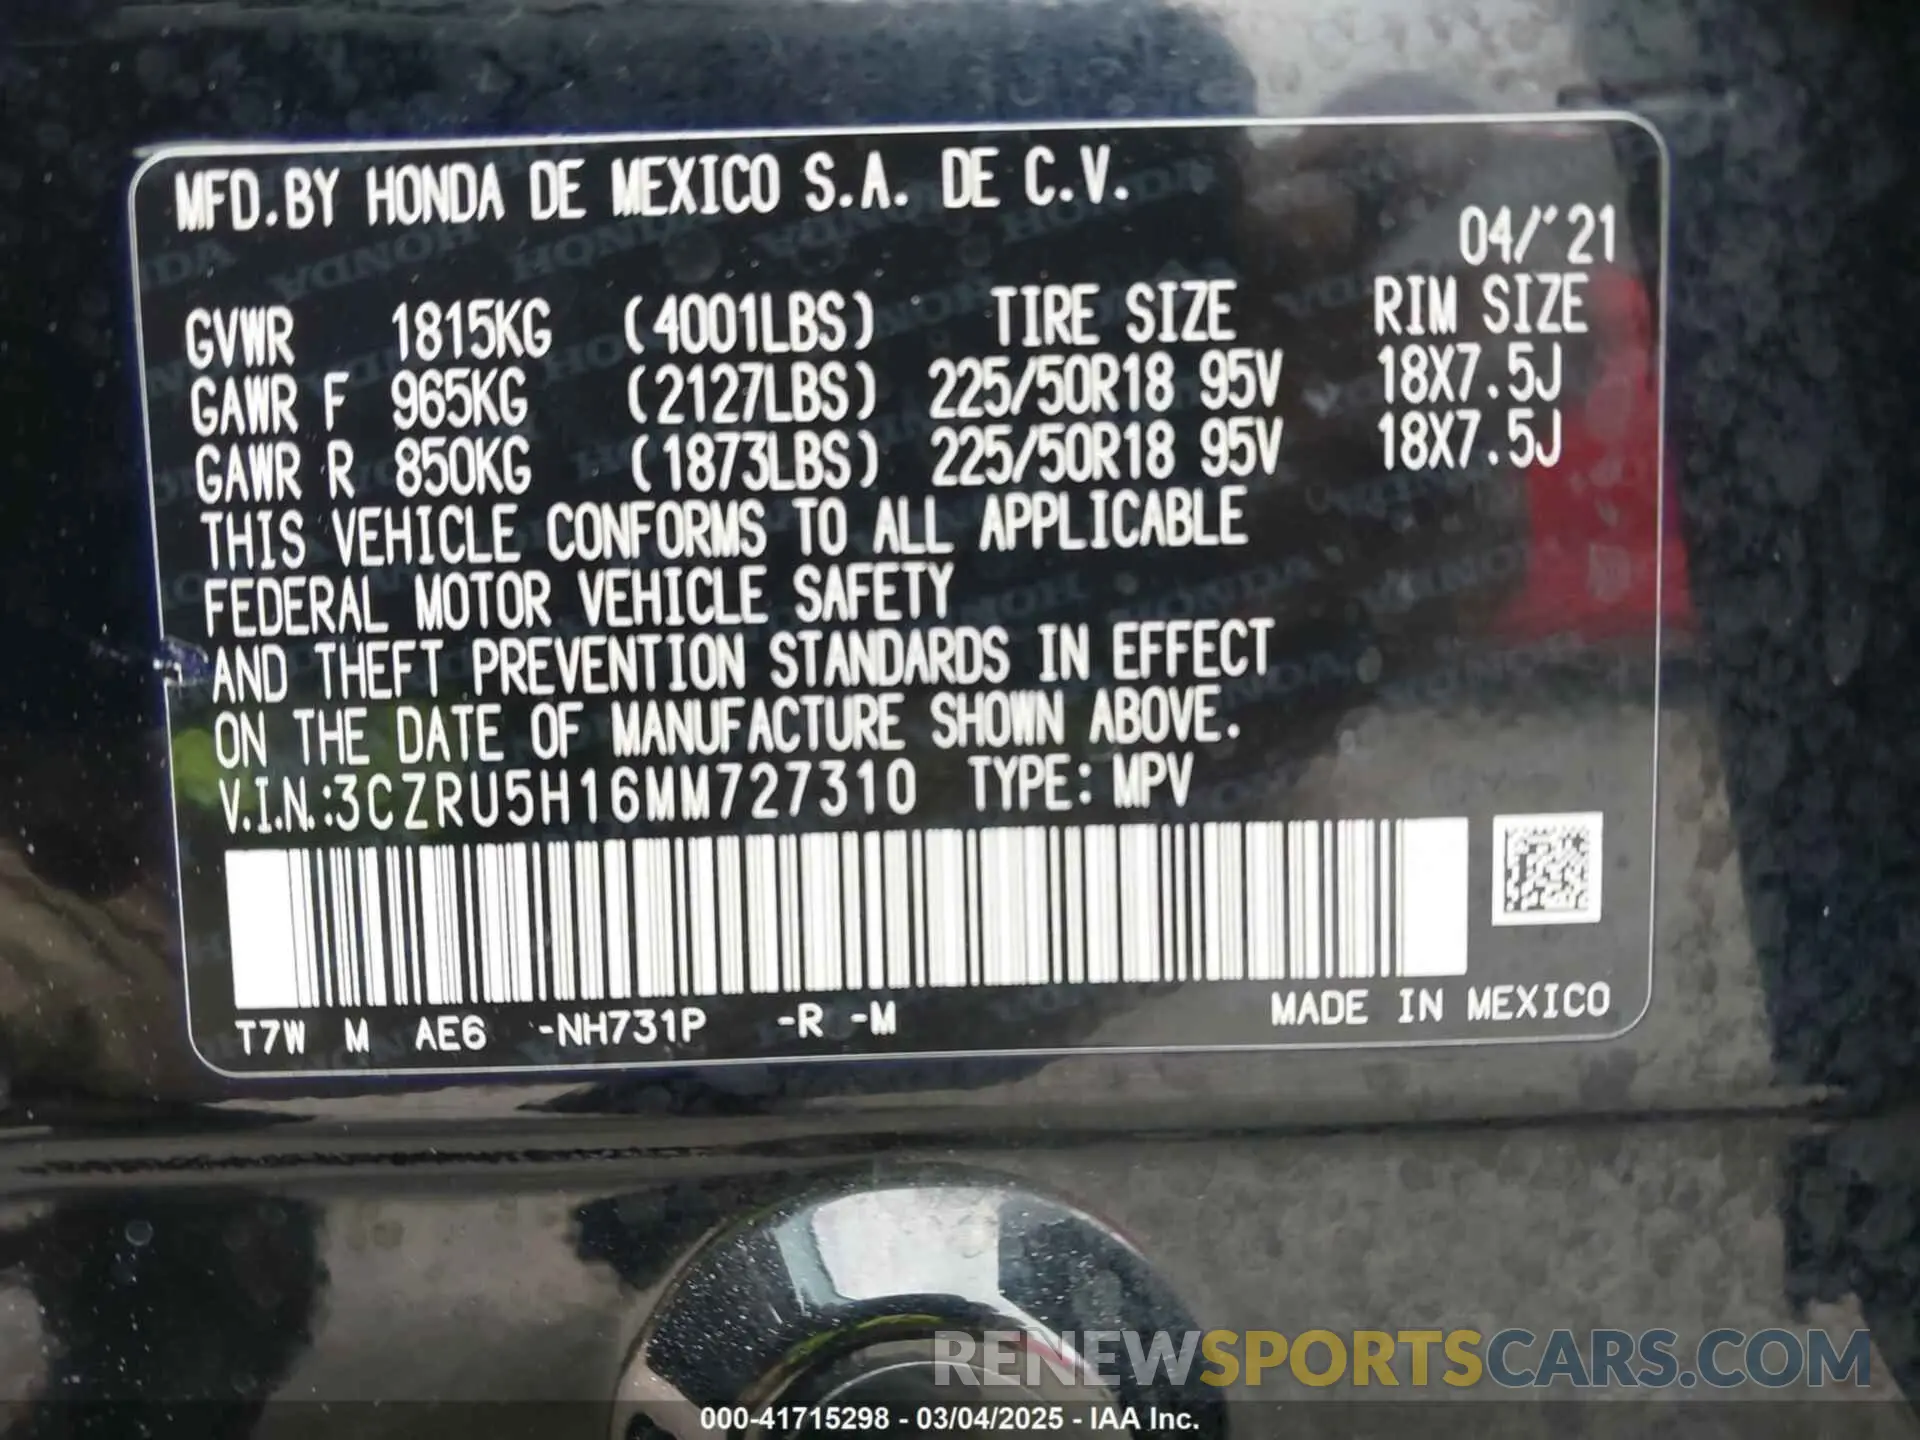 MFD.BY HONDA DE MEXICO S.A. DE C.V.
04/'21
GVWR 1815KG (4001LBS) TIRE SIZE RIM SIZE
GAWR F 965KG (2127LBS) 225/50R18 95V 18X7.5J
GAWR R 850KG (1873LBS) 225/50R18 95V 18X7.5J
THIS VEHICLE CONFORMS TO ALL APPLICABLE
FEDERAL MOTOR VEHICLE SAFETY
AND THEFT PREVENTION STANDARDS IN EFFECT
ON THE DATE OF MANUFACTURE SHOWN ABOVE.
V.I.N.:3CZRU5H16MM727310 TYPE: MPV
T7W M AE6 -NH731P -R -M MADE IN MEXICO
RENEWSPORTSCARS.COM
000-41715298 - 03/04/2025 - IAA Inc.